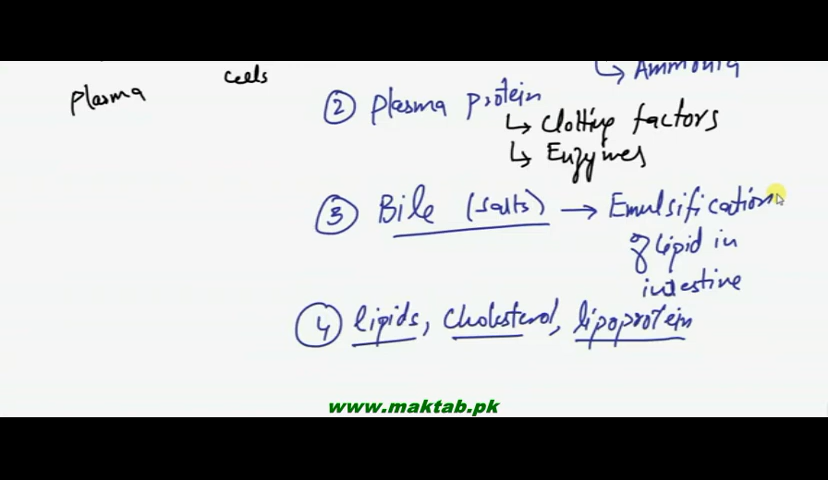 ↳ Ammonia
Plasma cells
② plasma protein
↳ Clotting factors
↳ Enzymes
③ Bile (salts) → Emulsification
of lipid in
intestine
④ lipids, Cholesterol, lipoprotein
www.maktab.pk